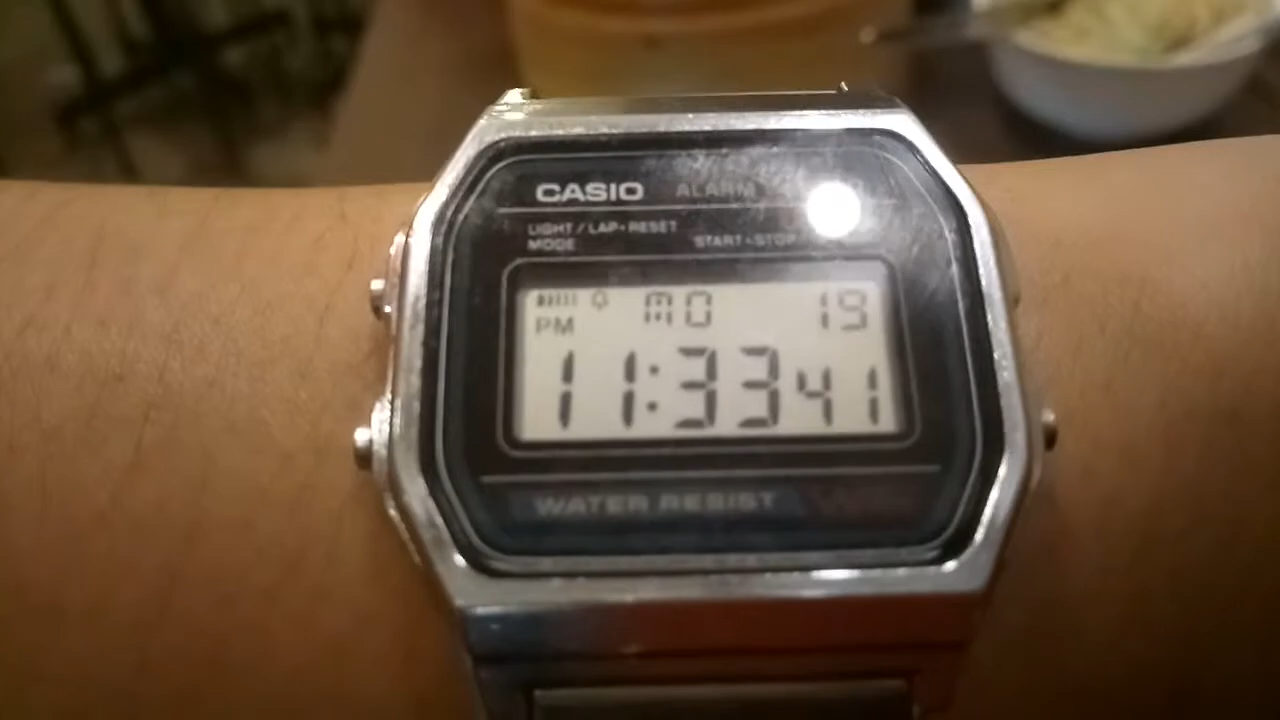 CASIO ALARM
LIGHT/LAP•RESET
MODE START•STOP
MO 19
PM
11:33 41
WATER RESIST